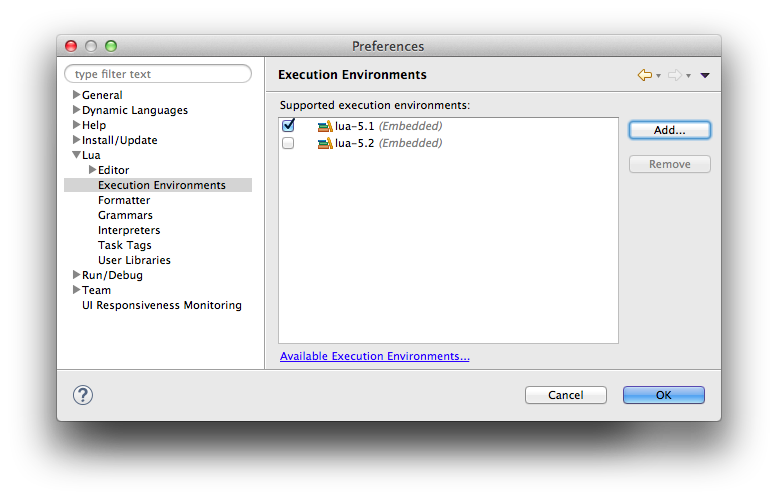 Preferences
type filter text
General
Dynamic Languages
Help
Install/Update
Lua
Editor
Execution Environments
Formatter
Grammars
Interpreters
Task Tags
User Libraries
Run/Debug
Team
UI Responsiveness Monitoring
Execution Environments
Supported execution environments:
lua-5.1 (Embedded)
lua-5.2 (Embedded)
Add...
Remove
Available Execution Environments...
?
Cancel
OK